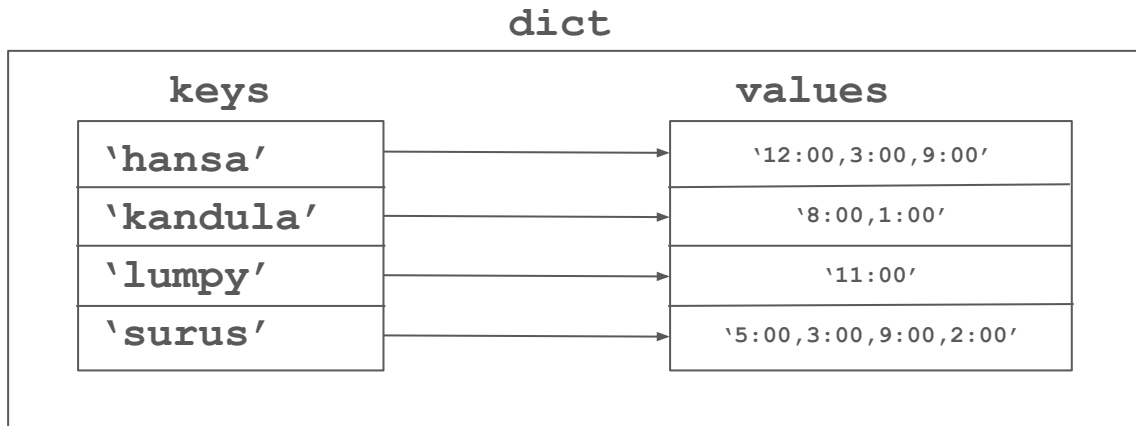 dict
keys values
‘hansa’ ‘12:00,3:00,9:00’
‘kandula’ ‘8:00,1:00’
‘lumpy’ ‘11:00’
‘surus’ ‘5:00,3:00,9:00,2:00’